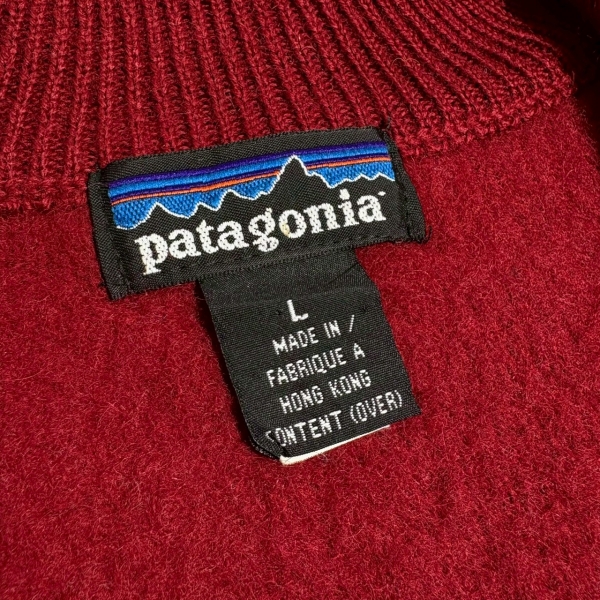 patagonia
L
MADE IN /
FABRIQUE A
HONG KONG
CONTENT (OVER)